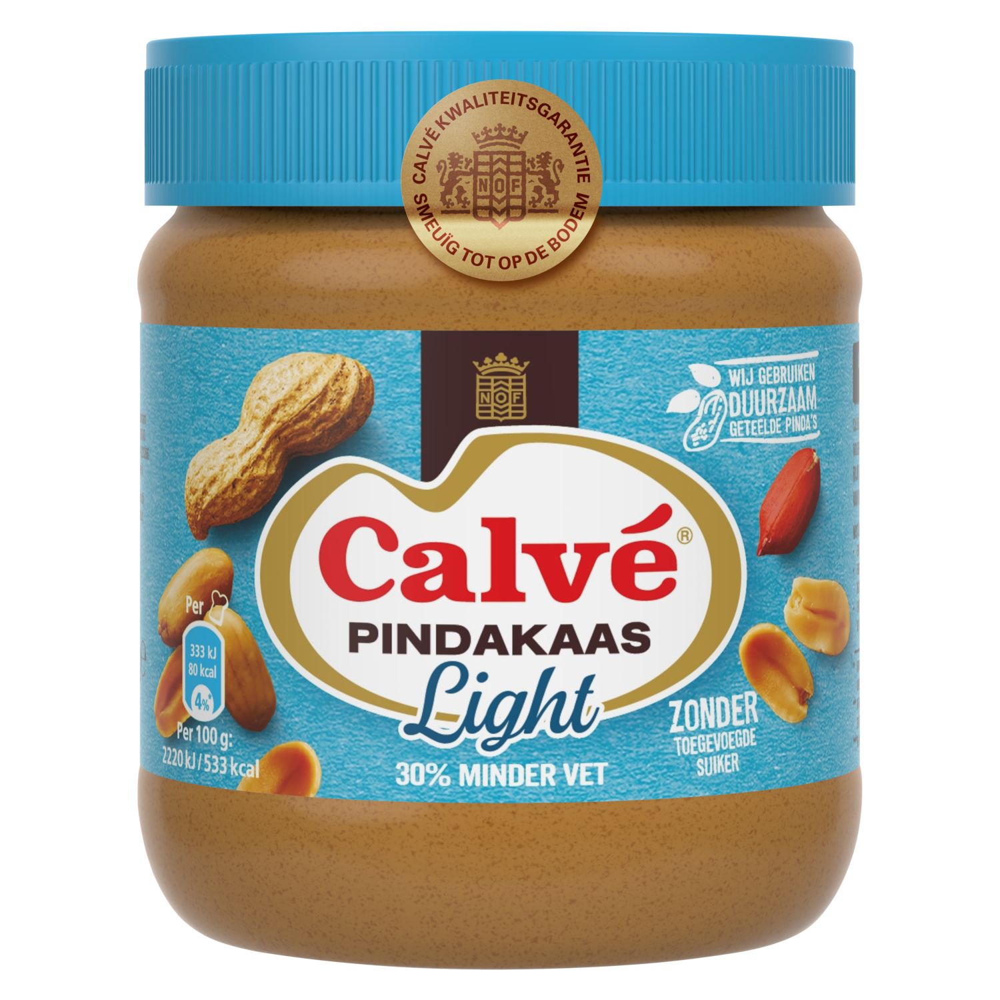 CALVÉ KWALITEITSGARANTIE
NOF
SMEUÏG TOT OP DE BODEM
NOF
WIJ GEBRUIKEN
DUURZAAM
GETEELDE PINDA'S
Calvé®
PINDAKAAS
Light
30% MINDER VET
Per
333 kJ
80 kcal
4%*
Per 100 g:
2220 kJ / 533 kcal
ZONDER
TOEGEVOEGDE
SUIKER